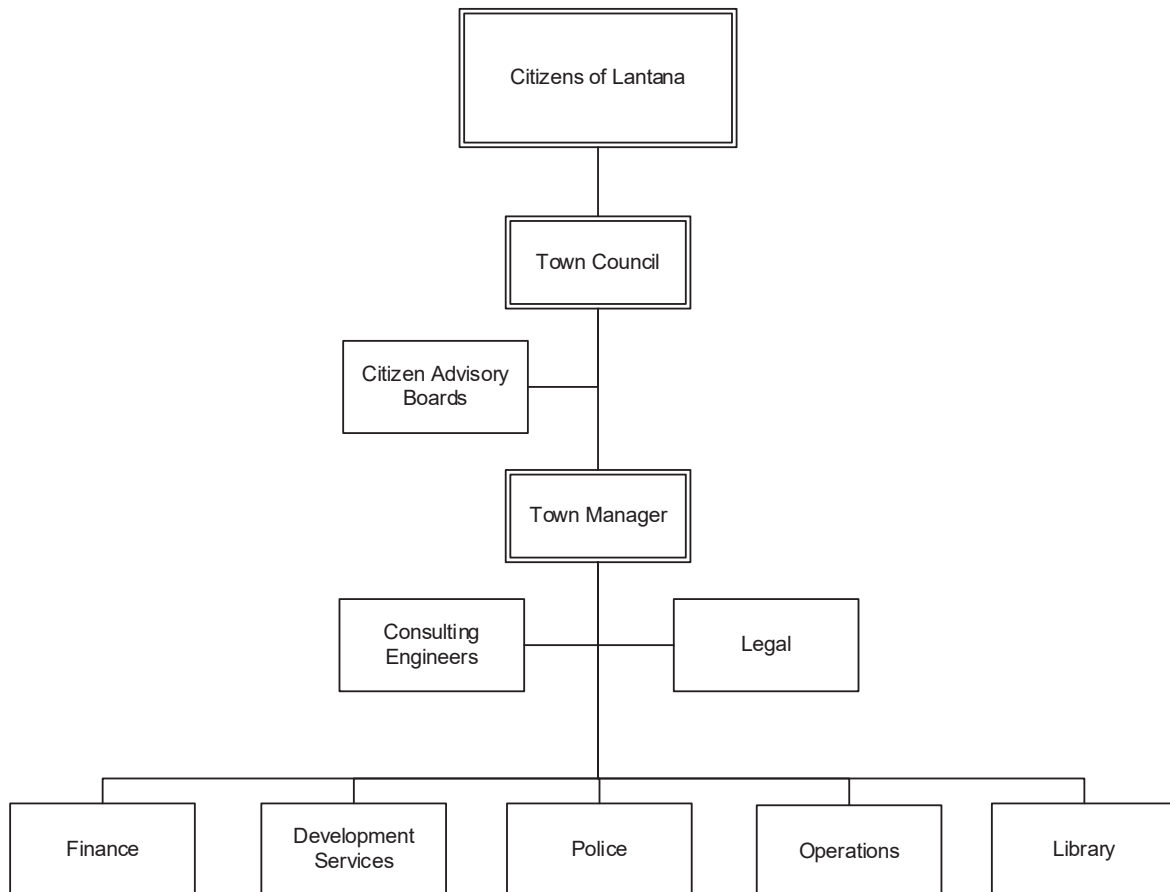 Citizens of Lantana
Town Council
Citizen Advisory
Boards
Town Manager
Consulting
Engineers
Legal
Finance
Development
Services
Police
Operations
Library